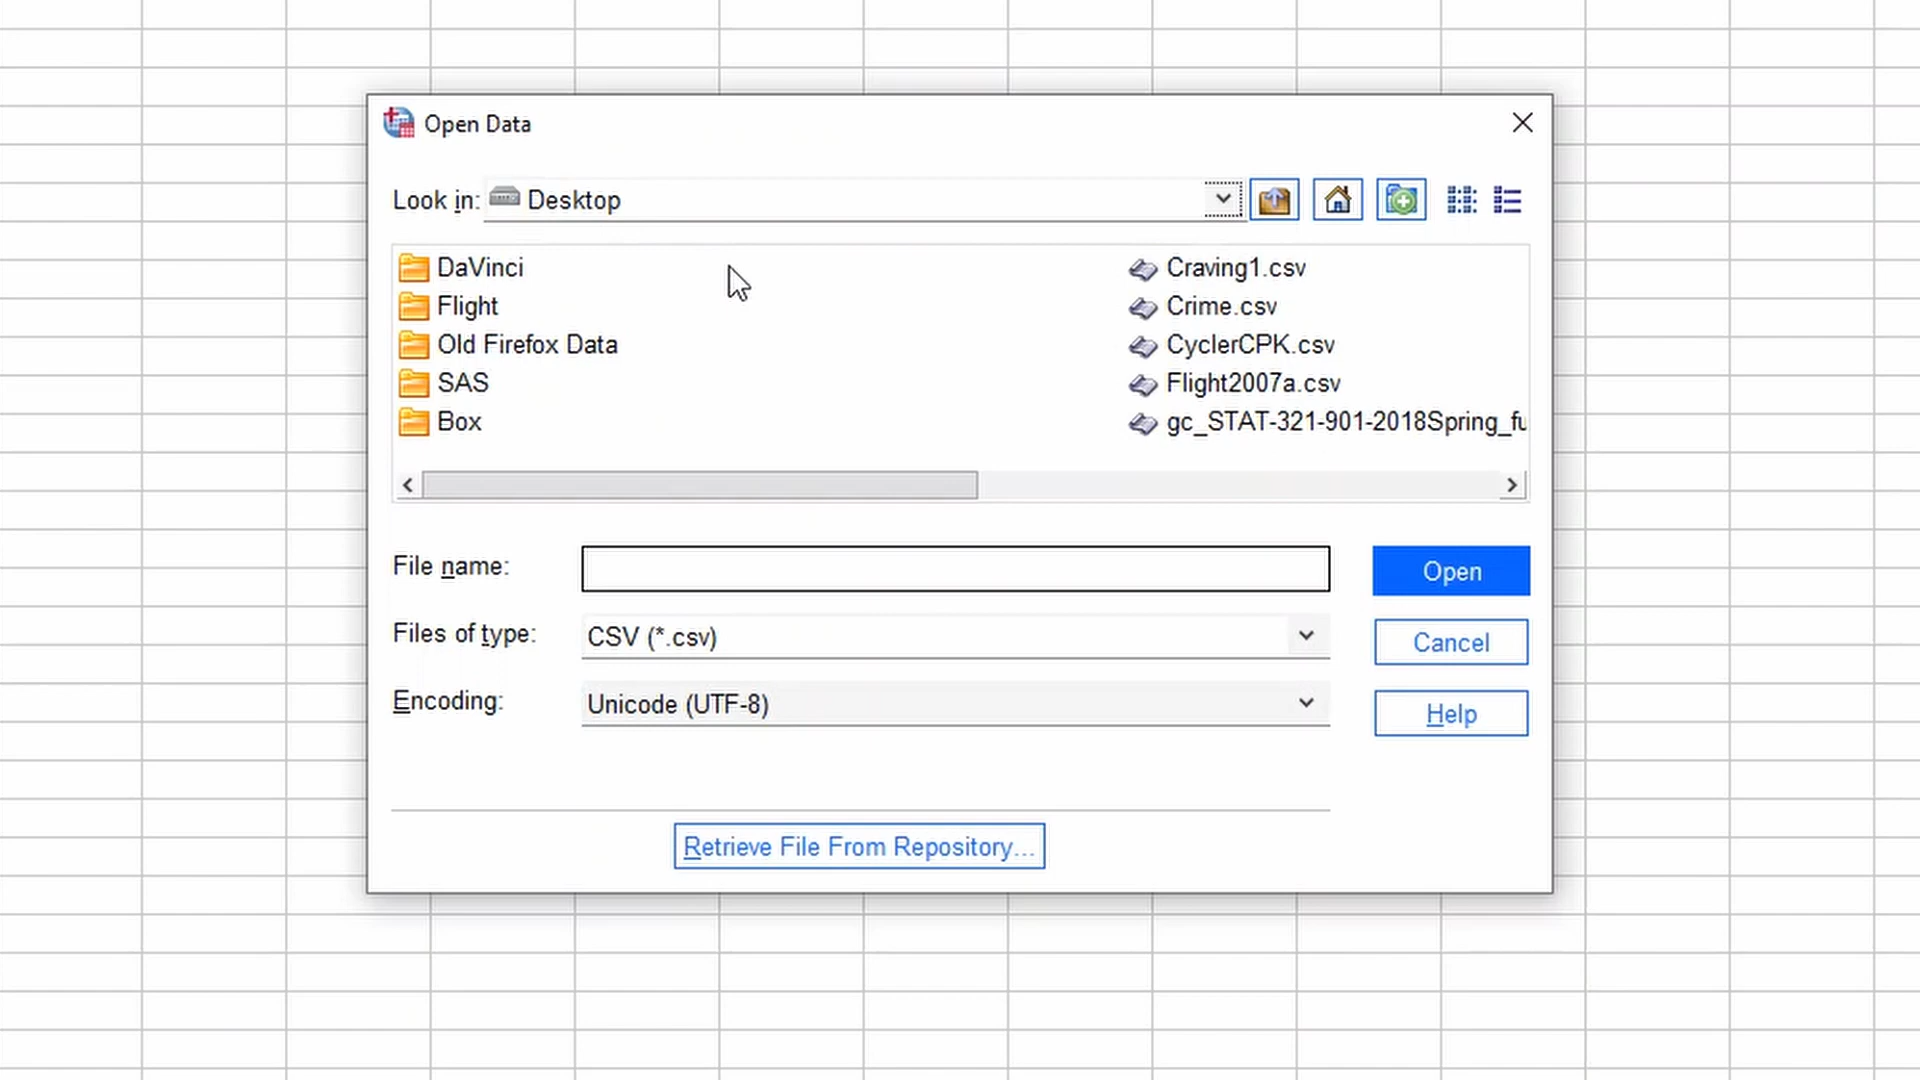 Open Data
Look in: Desktop
DaVinci
Flight
Old Firefox Data
SAS
Box
Craving1.csv
Crime.csv
CyclerCPK.csv
Flight2007a.csv
gc_STAT-321-901-2018Spring_fu
File name:
Open
Files of type: CSV (*.csv)
Cancel
Encoding: Unicode (UTF-8)
Help
Retrieve File From Repository...